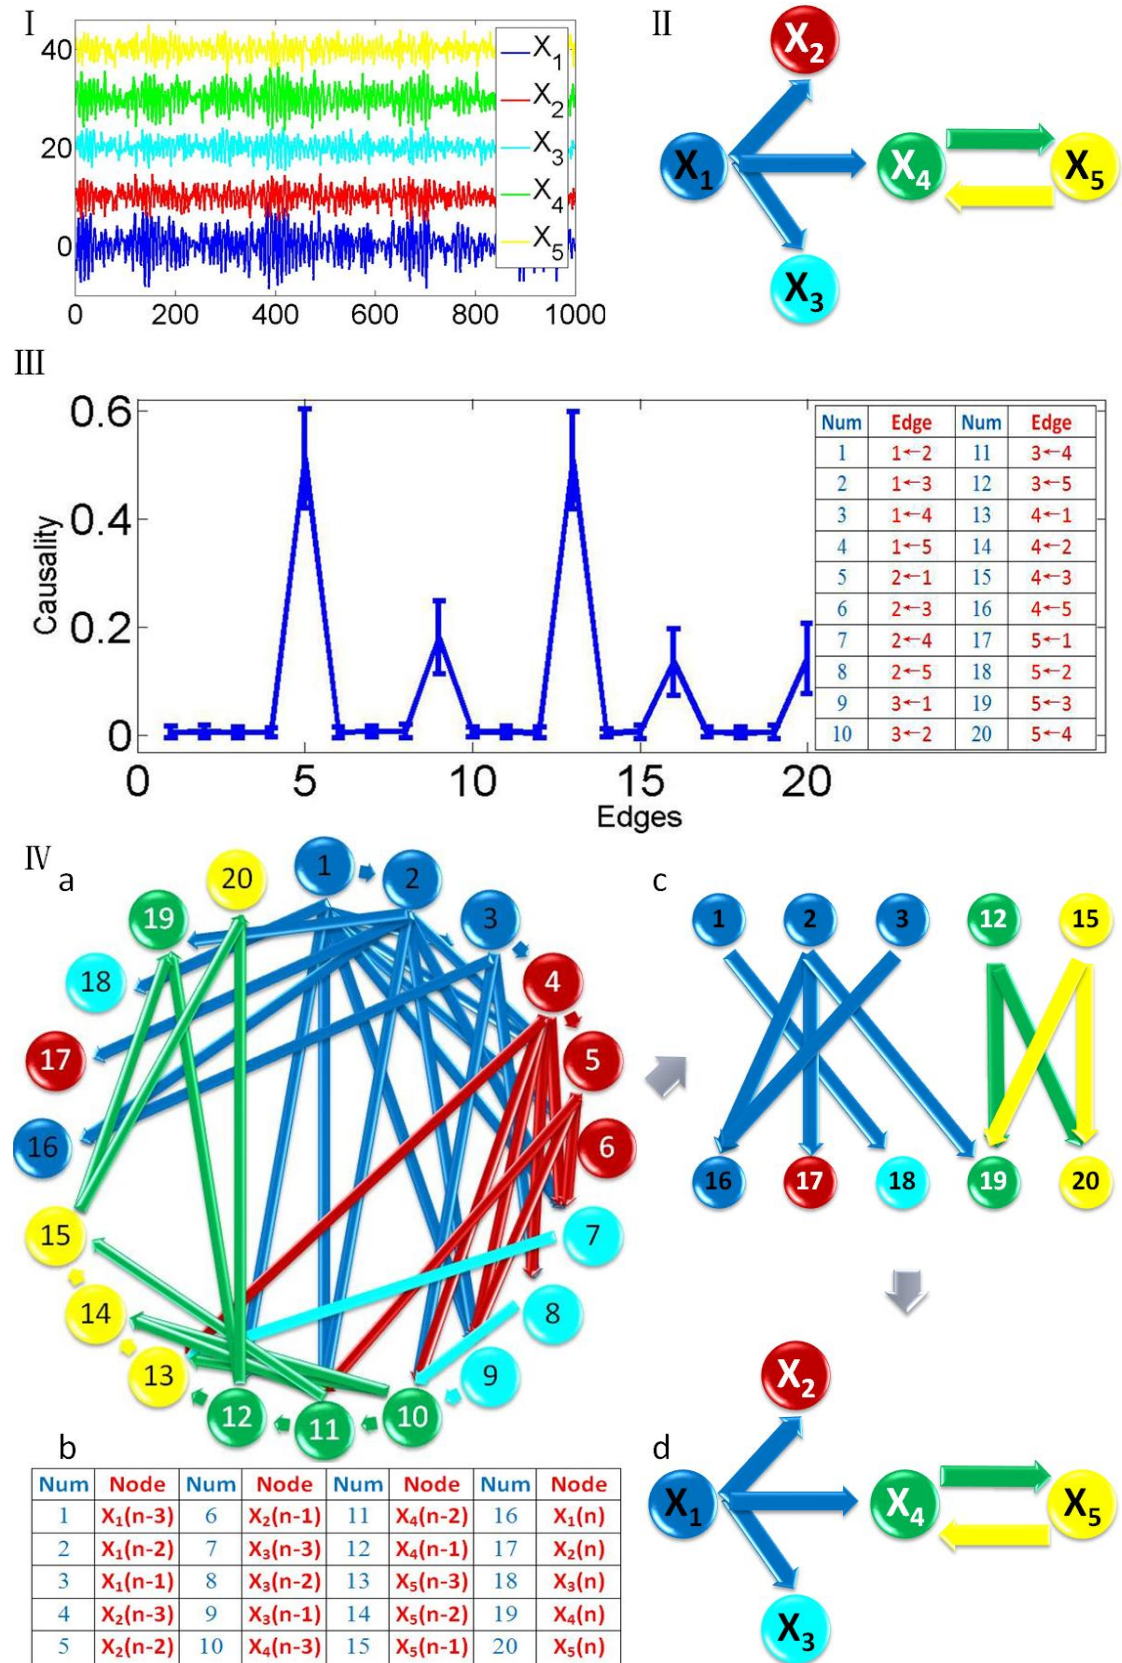 I
40
20
0
0 200 400 600 800 1000
X1
X2
X3
X4
X5
II
X2
X1
X4
X5
X3
III
Causality
0.6
0.4
0.2
0
0 5 10 15 20
Edges
Num Edge Num Edge
1 1←2 11 3←4
2 1←3 12 3←5
3 1←4 13 4←1
4 1←5 14 4←2
5 2←1 15 4←3
6 2←3 16 4←5
7 2←4 17 5←1
8 2←5 18 5←2
9 3←1 19 5←3
10 3←2 20 5←4
IV
a
1
2
3
4
5
6
7
8
9
10
11
12
13
14
15
16
17
18
19
20
b
Num Node Num Node Num Node Num Node
1 X1(n-3) 6 X2(n-1) 11 X4(n-2) 16 X1(n)
2 X1(n-2) 7 X3(n-3) 12 X4(n-1) 17 X2(n)
3 X1(n-1) 8 X3(n-2) 13 X5(n-3) 18 X3(n)
4 X2(n-3) 9 X3(n-1) 14 X5(n-2) 19 X4(n)
5 X2(n-2) 10 X4(n-3) 15 X5(n-1) 20 X5(n)
c
1 2 3 12 15
16 17 18 19 20
d
X2
X1
X4
X5
X3